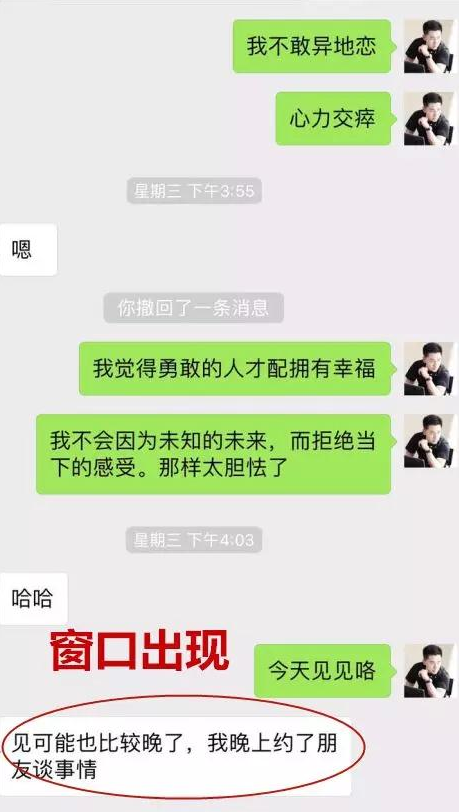 我不敢异地恋
心力交瘁
星期三 下午3:55
嗯
你撤回了一条消息
我觉得勇敢的人才配拥有幸福
我不会因为未知的未来，而拒绝当
下的感受。那样太胆怯了
星期三 下午4:03
哈哈
窗口出现
今天见见咯
见可能也比较晚了，我晚上约了朋
友谈事情